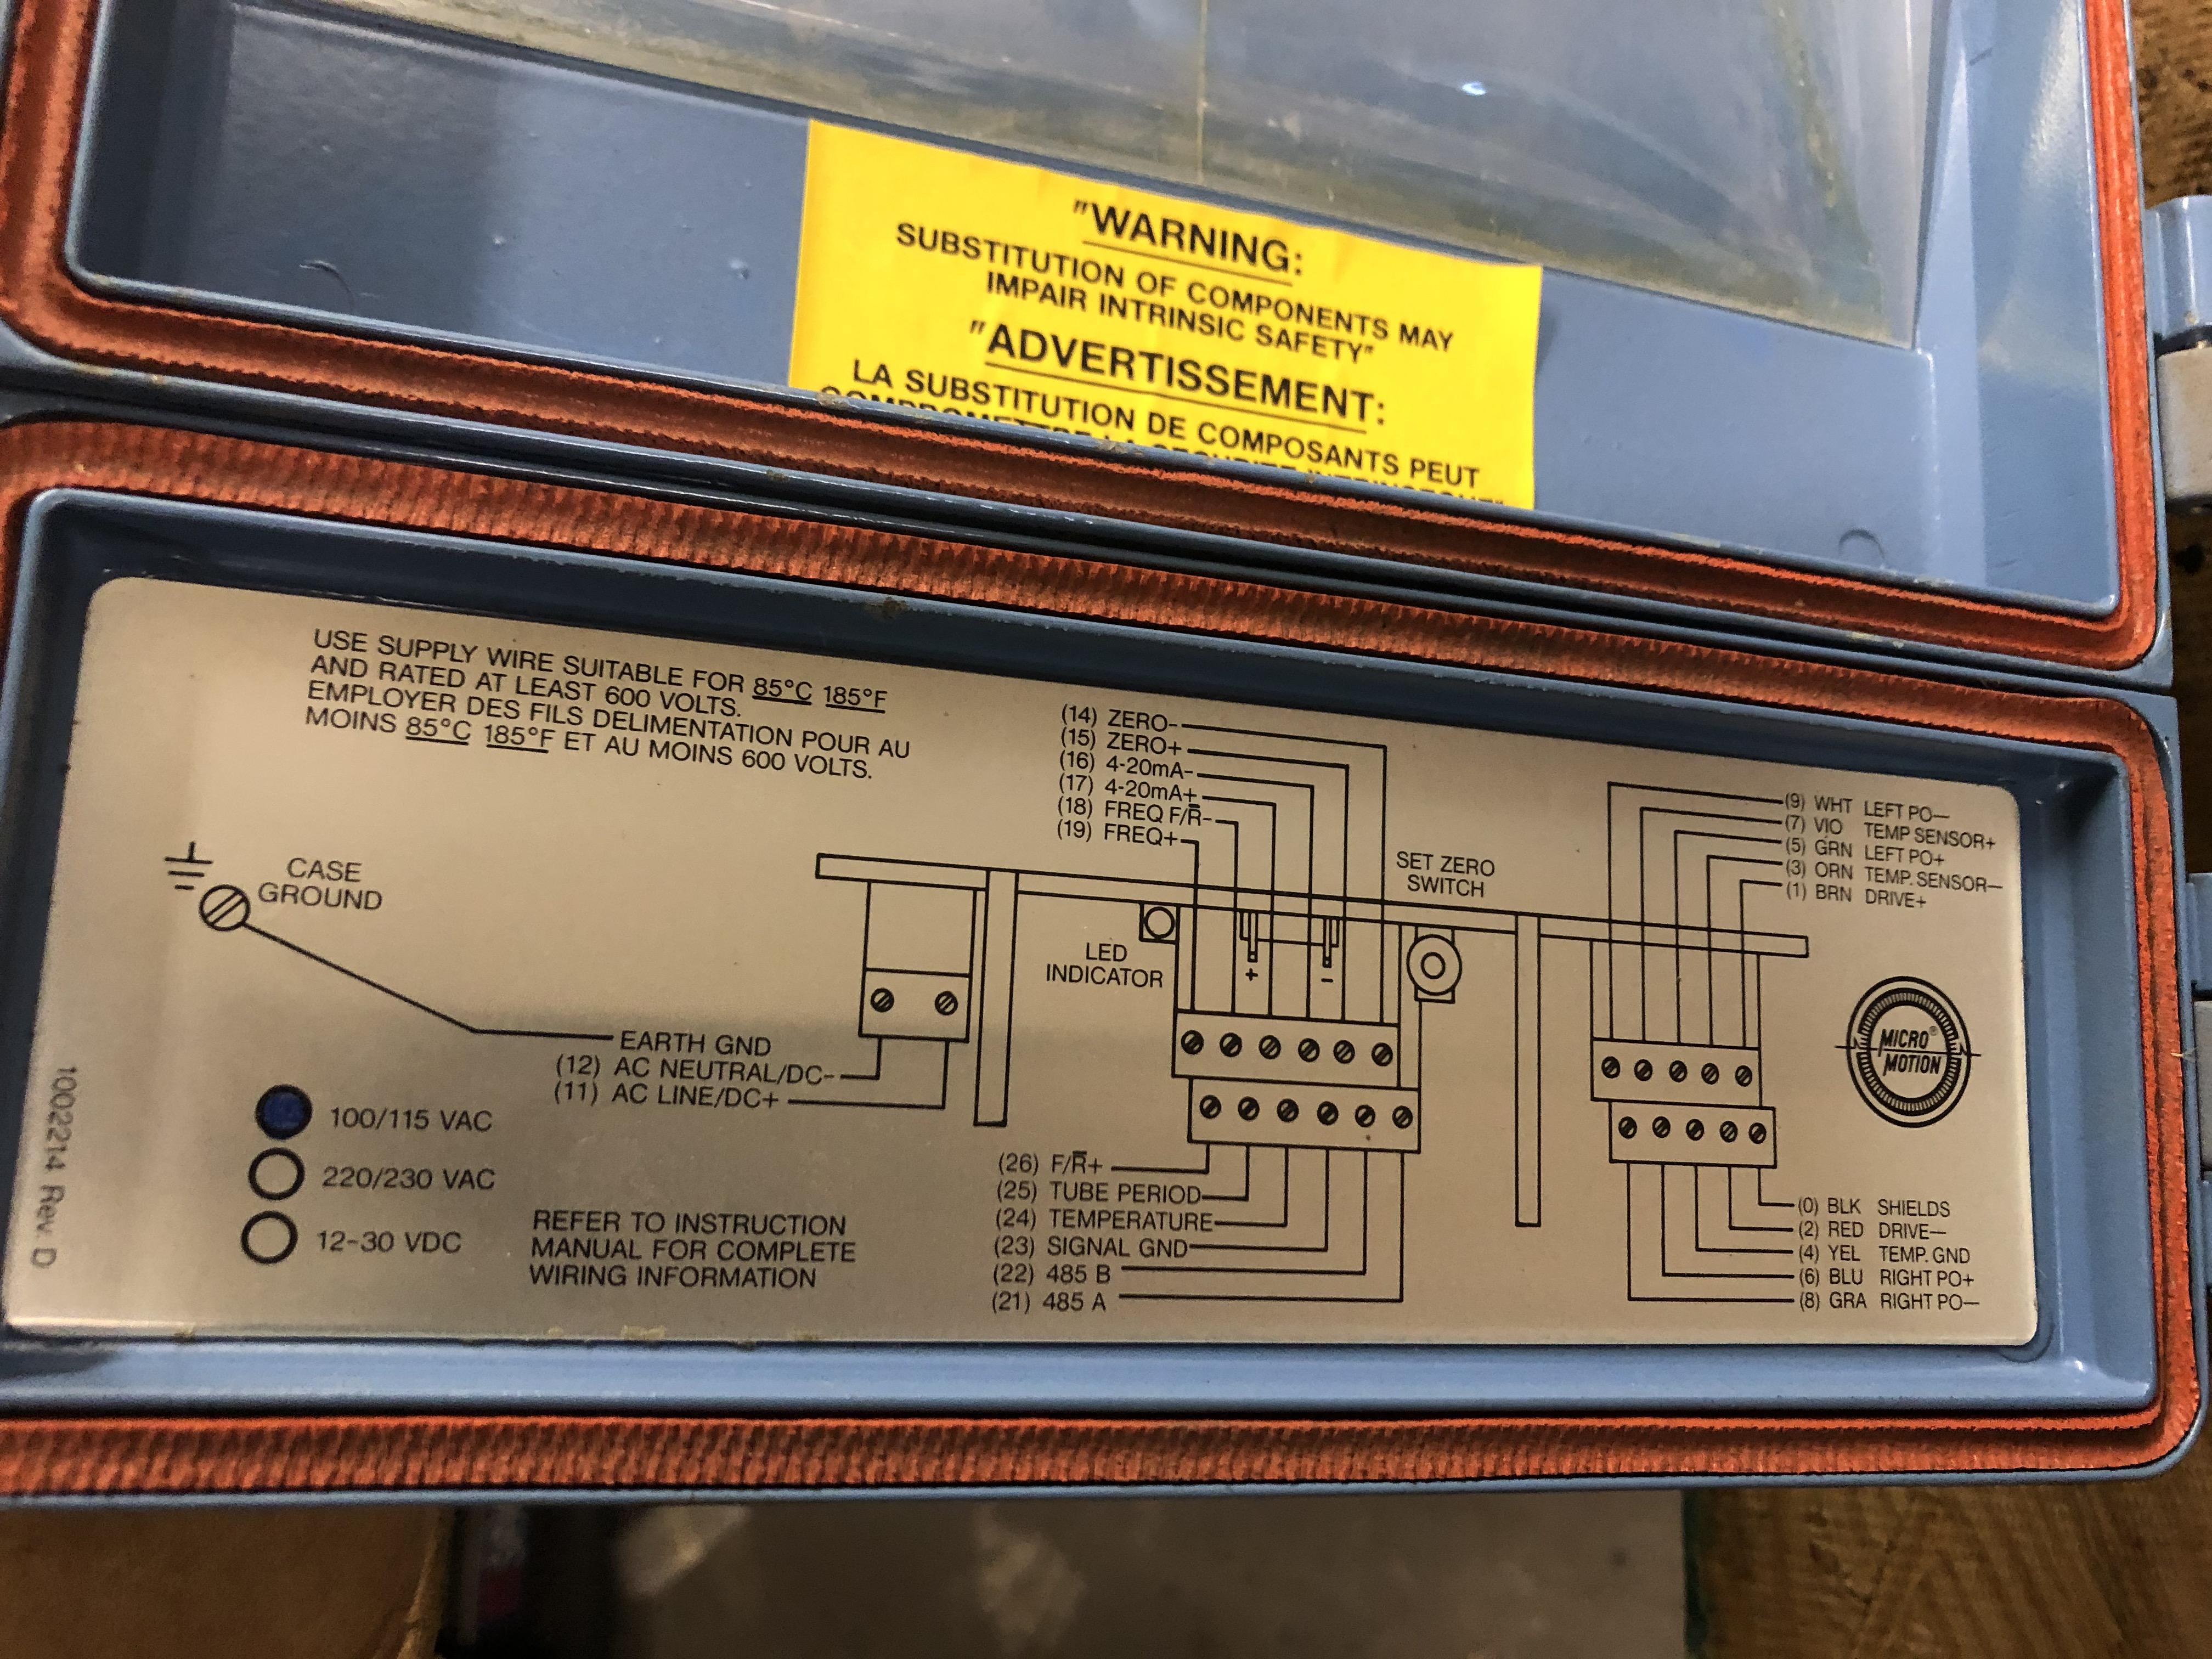 "WARNING:
SUBSTITUTION OF COMPONENTS MAY
IMPAIR INTRINSIC SAFETY"
"ADVERTISSEMENT:
LA SUBSTITUTION DE COMPOSANTS PEUT
COMPROMETTRE LA SECURITE INTRINSEQUE"
USE SUPPLY WIRE SUITABLE FOR 85°C 185°F
AND RATED AT LEAST 600 VOLTS.
EMPLOYER DES FILS DELIMENTATION POUR AU
MOINS 85°C 185°F ET AU MOINS 600 VOLTS.
CASE
GROUND
EARTH GND
(12) AC NEUTRAL/DC-
(11) AC LINE/DC+
100/115 VAC
220/230 VAC
12-30 VDC
REFER TO INSTRUCTION
MANUAL FOR COMPLETE
WIRING INFORMATION
1002214 Rev. D
(14) ZERO-
(15) ZERO+
(16) 4-20mA-
(17) 4-20mA+
(18) FREQ F/R̅-
(19) FREQ+
LED
INDICATOR
+
-
SET ZERO
SWITCH
(26) F/R̅+
(25) TUBE PERIOD
(24) TEMPERATURE
(23) SIGNAL GND
(22) 485 B
(21) 485 A
(9) WHT LEFT PO-
(7) VIO TEMP SENSOR+
(5) GRN LEFT PO+
(3) ORN TEMP. SENSOR-
(1) BRN DRIVE+
MICRO®
MOTION
(0) BLK SHIELDS
(2) RED DRIVE-
(4) YEL TEMP. GND
(6) BLU RIGHT PO+
(8) GRA RIGHT PO-